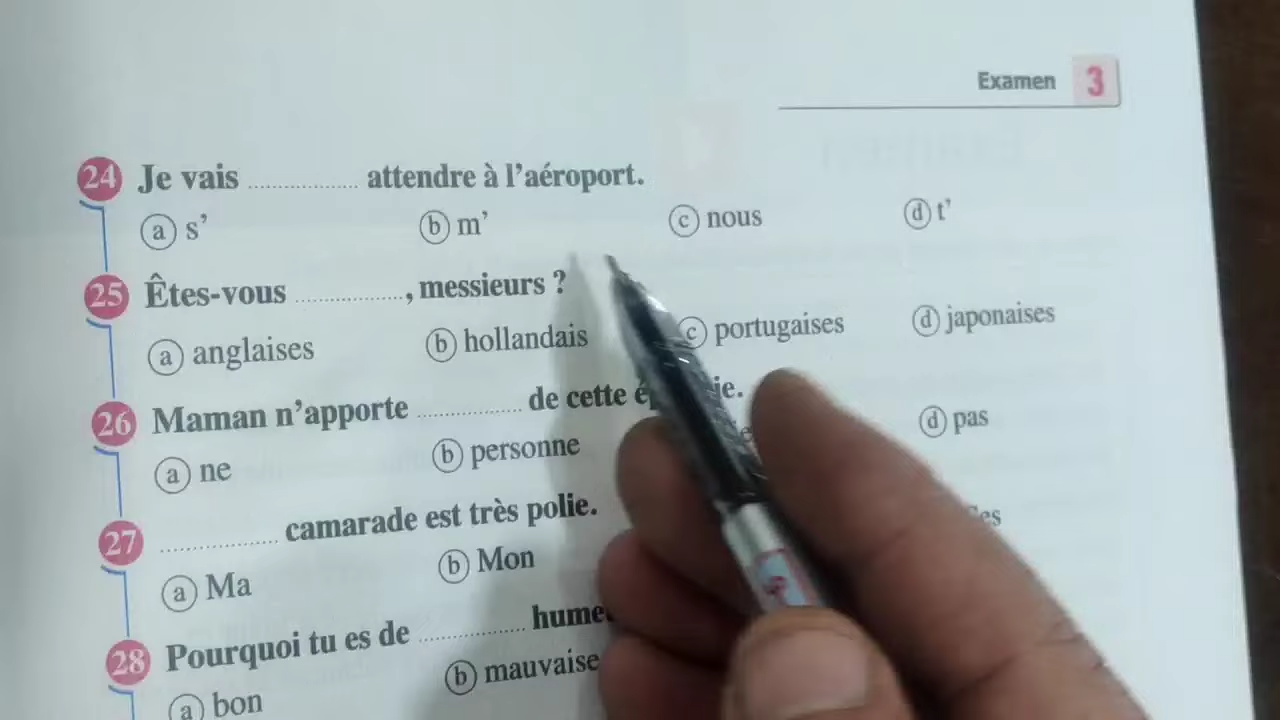 Examen 3
24 Je vais ............ attendre à l'aéroport.
a s' b m' c nous d t'
25 Êtes-vous ............, messieurs ?
a anglaises b hollandais c portugaises d japonaises
26 Maman n'apporte ............ de cette
a ne b personne d pas
27 ............ camarade est très polie.
a Ma b Mon
28 Pourquoi tu es de ............
a bon b mauvaise